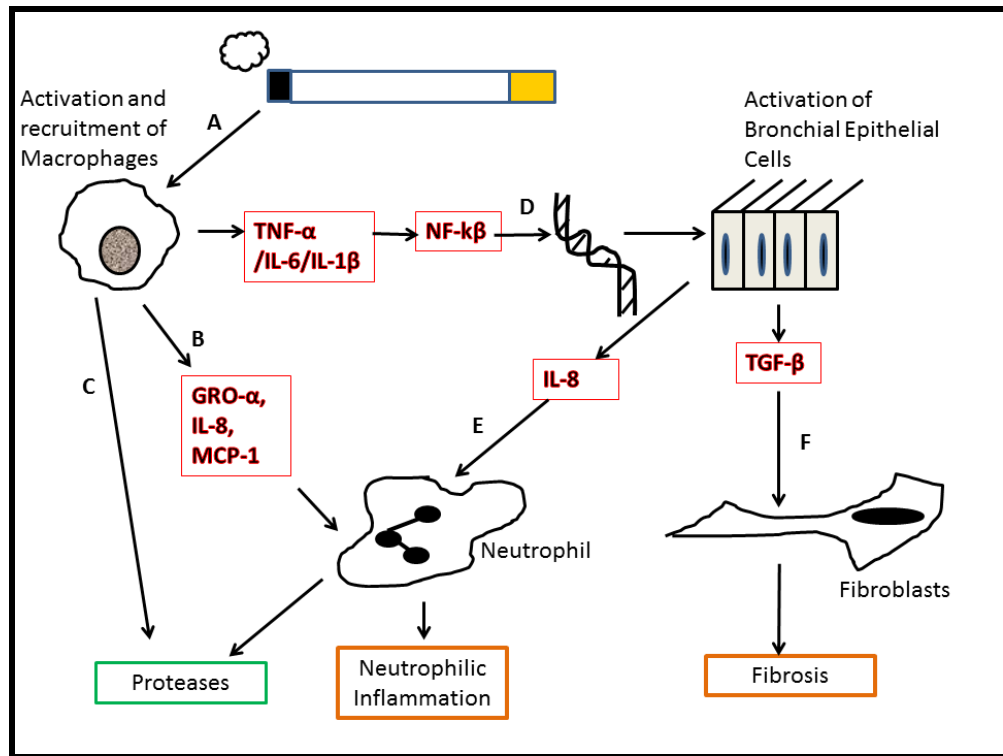 Activation and
recruitment of
Macrophages
A
Activation of
Bronchial Epithelial
Cells
TNF-α
/IL-6/IL-1β
NF-kβ
D
B
C
GRO-α,
IL-8,
MCP-1
IL-8
E
TGF-β
F
Neutrophil
Fibroblasts
Proteases
Neutrophilic
Inflammation
Fibrosis